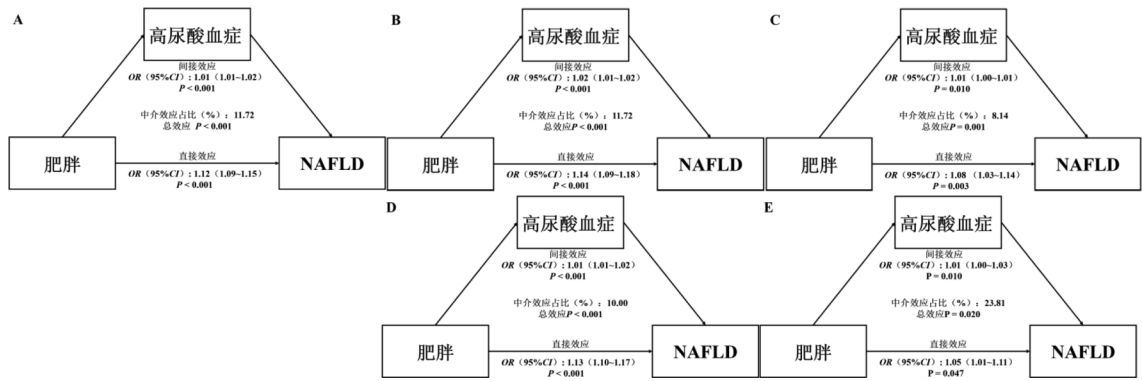 A
高尿酸血症
间接效应
OR（95%CI）: 1.01（1.01~1.02）
P < 0.001
中介效应占比（%）: 11.72
总效应 P < 0.001
肥胖
直接效应
OR（95%CI）: 1.12（1.09~1.15）
P < 0.001
NAFLD
B
高尿酸血症
间接效应
OR（95%CI）: 1.02（1.01~1.02）
P < 0.001
中介效应占比（%）: 11.72
总效应P < 0.001
肥胖
直接效应
OR（95%CI）: 1.14（1.09~1.18）
P < 0.001
NAFLD
C
高尿酸血症
间接效应
OR（95%CI）: 1.01（1.00~1.01）
P = 0.010
中介效应占比（%）: 8.14
总效应P = 0.001
肥胖
直接效应
OR（95%CI）: 1.08（1.03~1.14）
P = 0.003
NAFLD
D
高尿酸血症
间接效应
OR（95%CI）: 1.01（1.01~1.02）
P < 0.001
中介效应占比（%）: 10.00
总效应P < 0.001
肥胖
直接效应
OR（95%CI）: 1.13（1.10~1.17）
P < 0.001
NAFLD
E
高尿酸血症
间接效应
OR（95%CI）: 1.01（1.00~1.03）
P = 0.010
中介效应占比（%）: 23.81
总效应P = 0.020
肥胖
直接效应
OR（95%CI）: 1.05（1.01~1.11）
P = 0.047
NAFLD